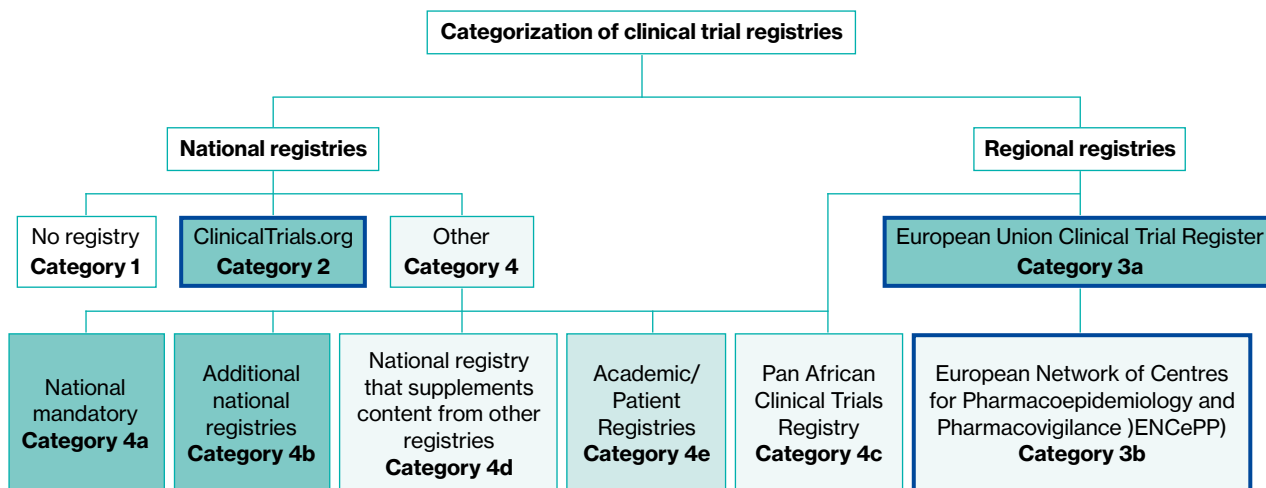 Categorization of clinical trial registries
National registries
Regional registries
No registry
Category 1
ClinicalTrials.org
Category 2
Other
Category 4
European Union Clinical Trial Register
Category 3a
National
mandatory
Category 4a
Additional
national
registries
Category 4b
National registry
that supplements
content from other
registries
Category 4d
Academic/
Patient
Registries
Category 4e
Pan African
Clinical Trials
Registry
Category 4c
European Network of Centres
for Pharmacoepidemiology and
Pharmacovigilance )ENCePP)
Category 3b